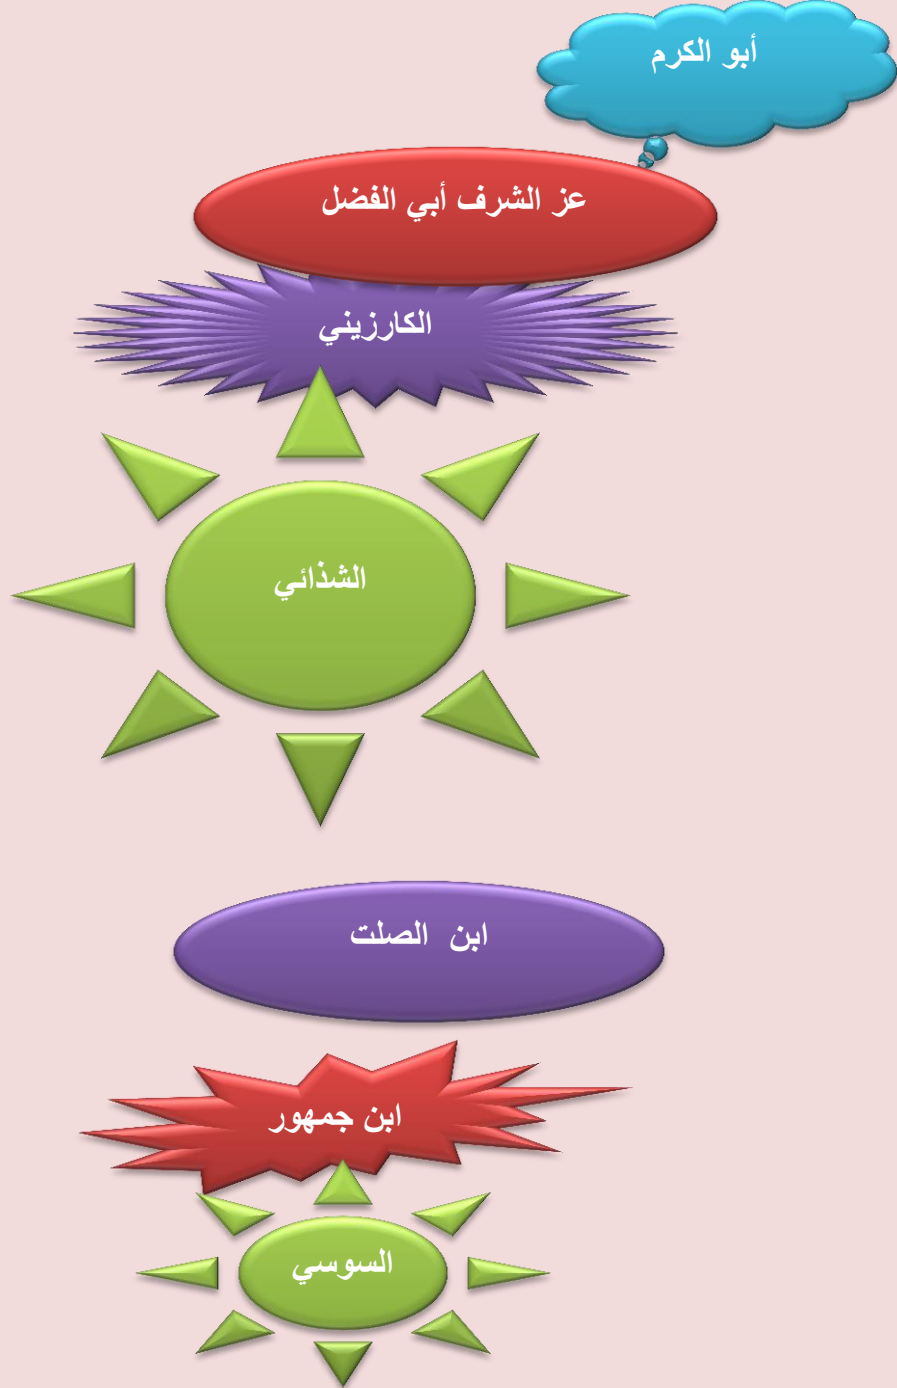 أبو الكرم
عز الشرف أبي الفضل
الكارزيني
الشذائي
ابن الصلت
ابن جمهور
السوسي